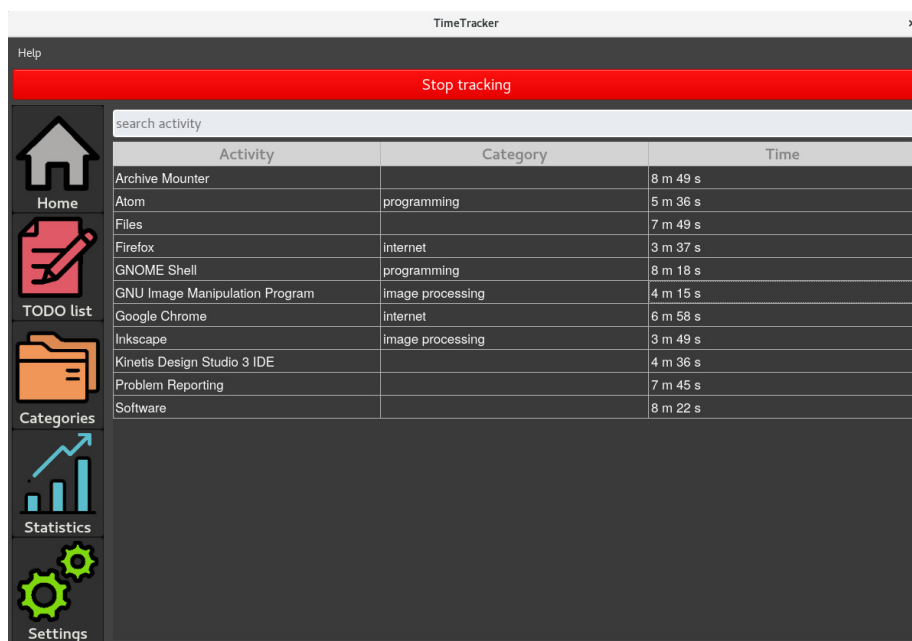 TimeTracker
Help
Stop tracking
search activity
Activity Category Time
Archive Mounter 8 m 49 s
Atom programming 5 m 36 s
Files 7 m 49 s
Firefox internet 3 m 37 s
GNOME Shell programming 8 m 18 s
GNU Image Manipulation Program image processing 4 m 15 s
Google Chrome internet 6 m 58 s
Inkscape image processing 3 m 49 s
Kinetis Design Studio 3 IDE 4 m 36 s
Problem Reporting 7 m 45 s
Software 8 m 22 s
Home
TODO list
Categories
Statistics
Settings